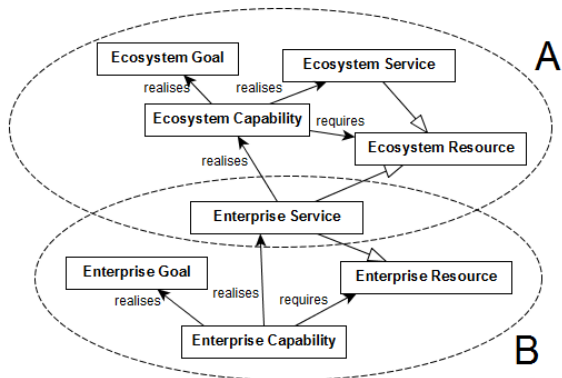 Ecosystem Goal
Ecosystem Service
A
realises
realises
Ecosystem Capability
requires
Ecosystem Resource
realises
Enterprise Service
Enterprise Goal
Enterprise Resource
realises
realises
requires
Enterprise Capability
B